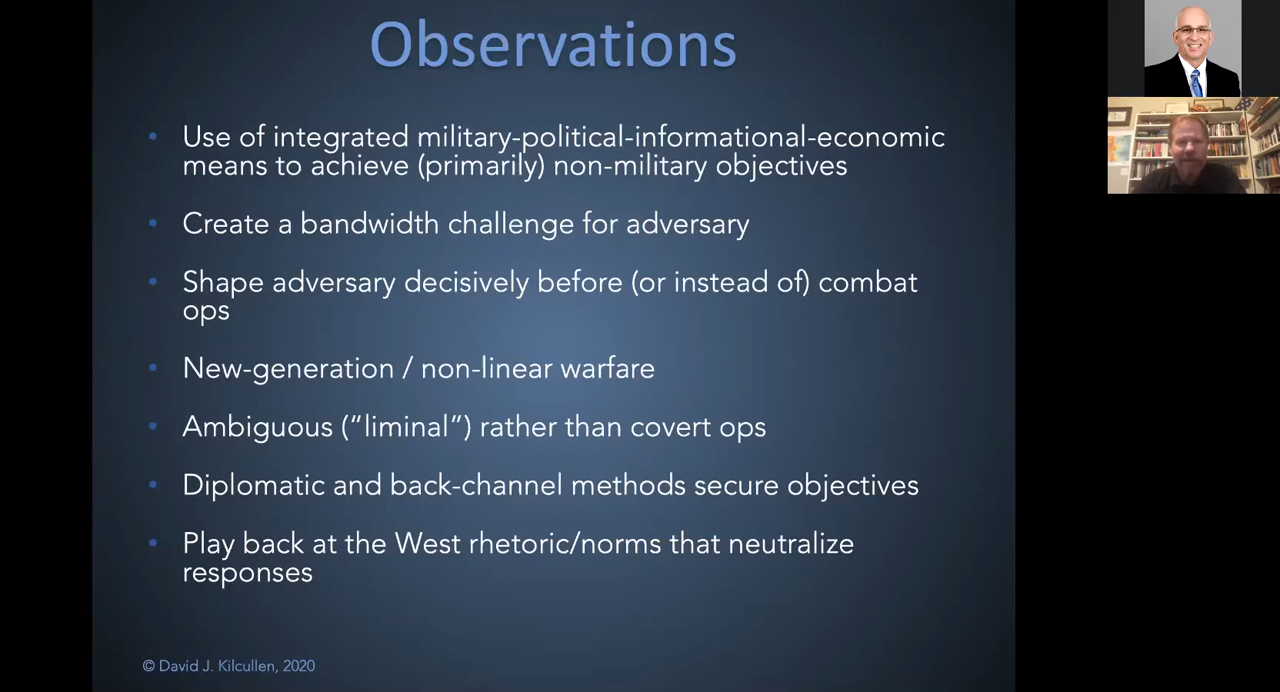 Observations
• Use of integrated military-political-informational-economic
means to achieve (primarily) non-military objectives
• Create a bandwidth challenge for adversary
• Shape adversary decisively before (or instead of) combat
ops
• New-generation / non-linear warfare
• Ambiguous (“liminal”) rather than covert ops
• Diplomatic and back-channel methods secure objectives
• Play back at the West rhetoric/norms that neutralize
responses
© David J. Kilcullen, 2020